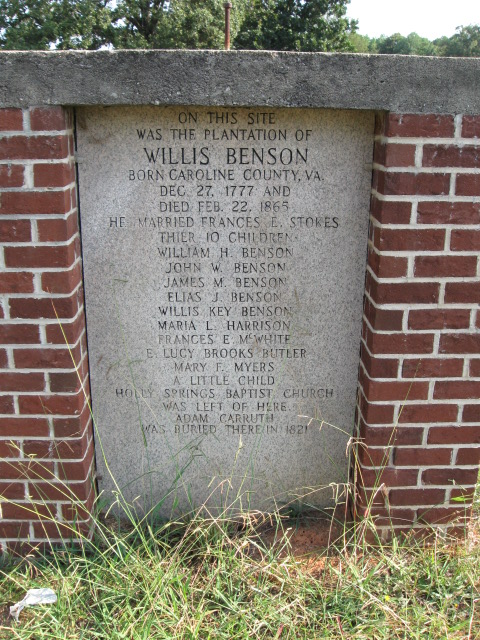 ON THIS SITE
WAS THE PLANTATION OF
WILLIS BENSON
BORN CAROLINE COUNTY, VA.
DEC. 27, 1777 AND
DIED FEB. 22, 1865
HE MARRIED FRANCES E. STOKES
THIER 10 CHILDREN
WILLIAM H. BENSON
JOHN W. BENSON
JAMES M. BENSON
ELIAS J. BENSON
WILLIS KEY BENSON
MARIA L. HARRISON
FRANCES E. McWHITE
E. LUCY BROOKS BUTLER
MARY F. MYERS
A LITTLE CHILD
HOLLY SPRINGS BAPTIST CHURCH
WAS LEFT OF HERE.
ADAM CARRUTH
WAS BURIED THERE IN 1821